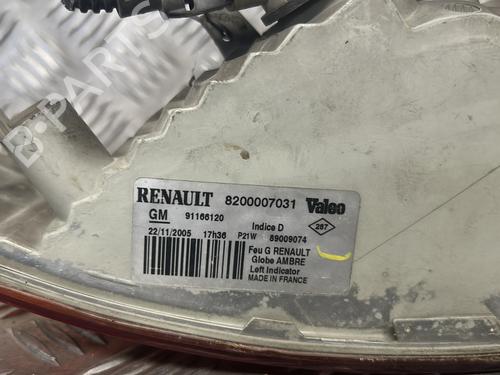 B-PARTS
RENAULT 8200007031 Valeo
GM 91166120 Indice D 287
22/11/2005 17h36 P21W 89009074
Feu G RENAULT
Globe AMBRE
Left Indicator
MADE IN FRANCE